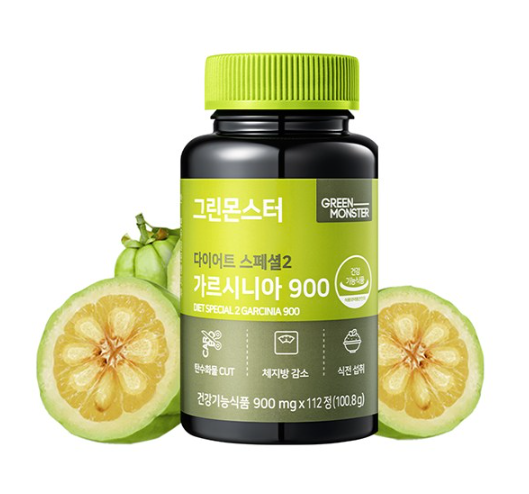 그린몬스터
GREEN
MONSTER
다이어트 스페셜2
가르시니아 900
DIET SPECIAL 2 GARCINIA 900
건강
기능식품
탄수화물 CUT
체지방 감소
식전 섭취
건강기능식품 900 mg x 112 정(100.8g)